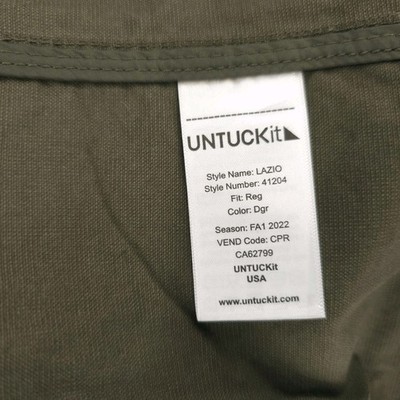 UNTUCKit
Style Name: LAZIO
Style Number: 41204
Fit: Reg
Color: Dgr
Season: FA1 2022
VEND Code: CPR
CA62799
UNTUCKit
USA
www.untuckit.com